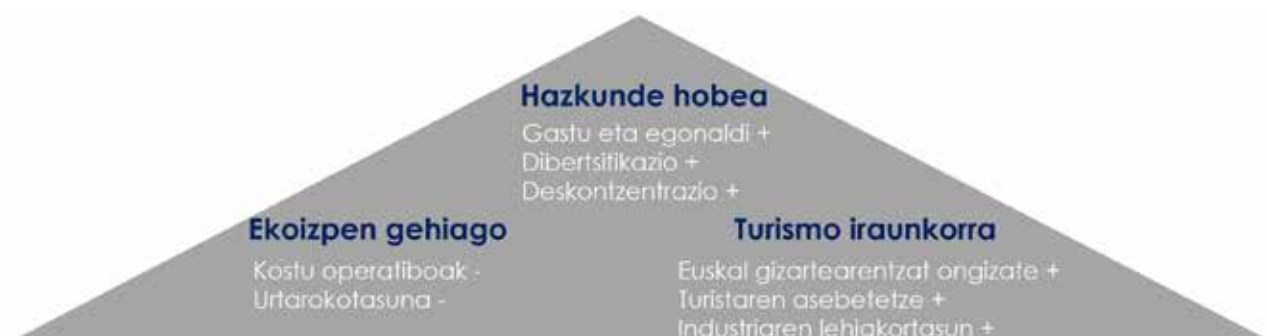 Hazkunde hobea
Gastu eta egonaldi +
Dibertsifikazio +
Deskontzentrazio +
Ekoizpen gehiago
Kostu operatiboak -
Urtarokotasuna -
Turismo iraunkorra
Euskal gizartearentzat ongizate +
Turistaren asebetetze +
Industriaren lehiakortasun +